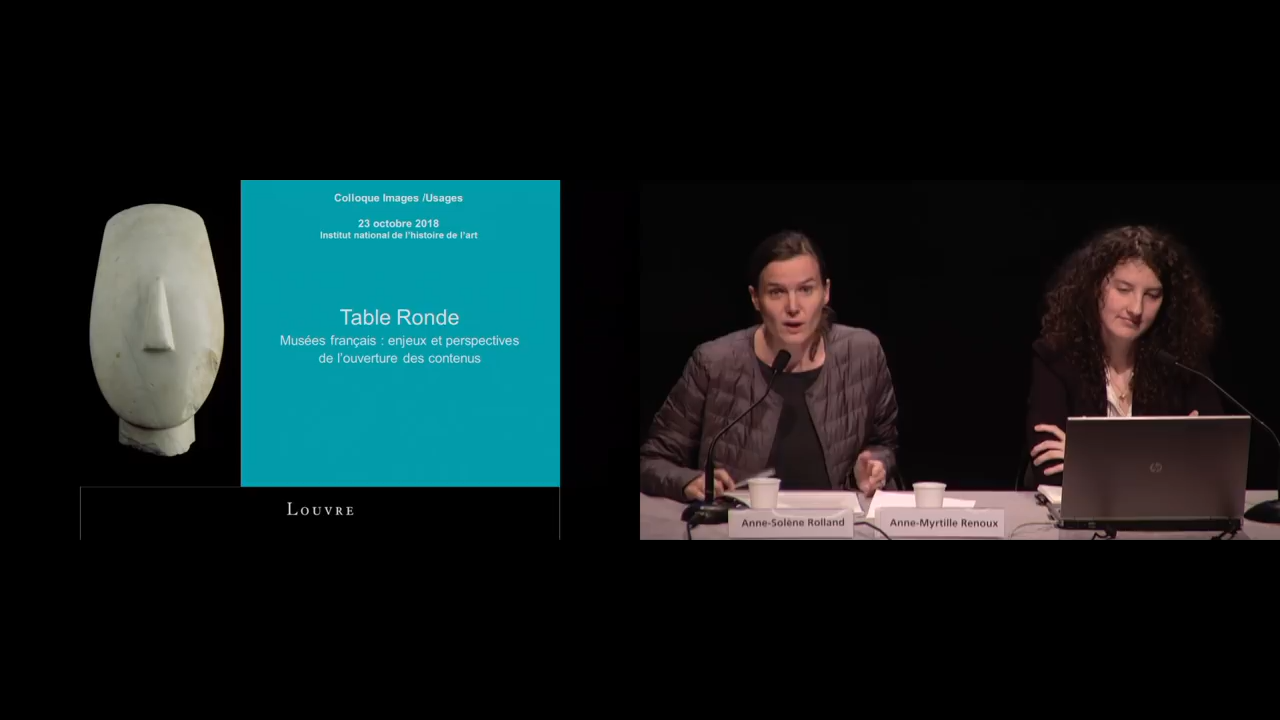 Colloque Images /Usages
23 octobre 2018
Institut national de l'histoire de l'art
Table Ronde
Musées français : enjeux et perspectives
de l'ouverture des contenus
LOUVRE
Anne-Solène Rolland
Anne-Myrtille Renoux
hp